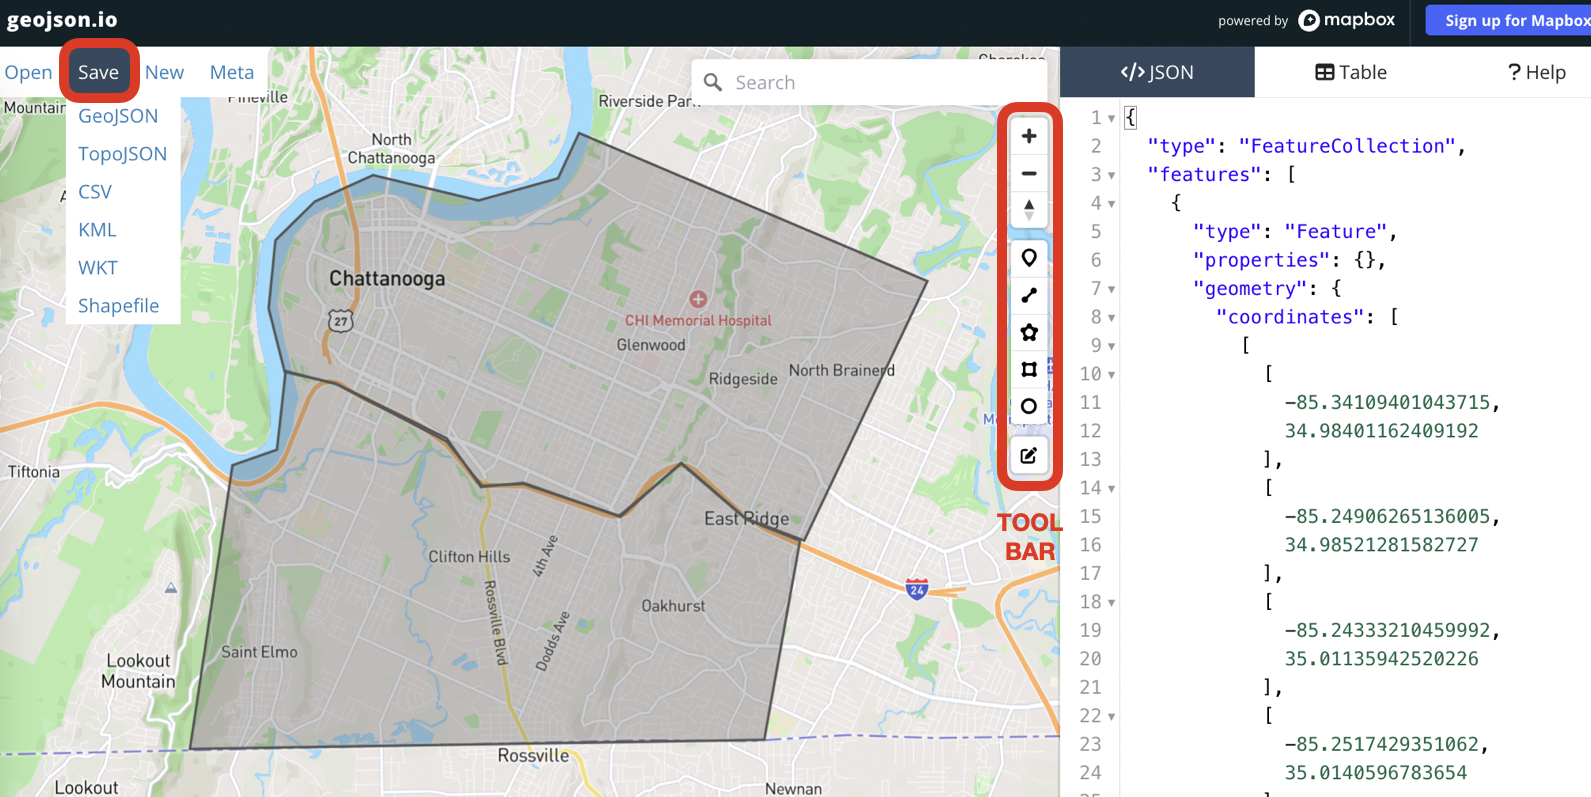 geojson.io
powered by mapbox
Sign up for Mapbox
Open Save New Meta
Search
GeoJSON
TopoJSON
CSV
KML
WKT
Shapefile
Mountain
Pineville
Riverside Park
Cherokee
North
Chattanooga
Chattanooga
27
CHI Memorial Hospital
Glenwood
Ridgeside
North Brainerd
Tiftonia
East Ridge
Clifton Hills
4th Ave
Rossville Blvd
Dodds Ave
Oakhurst
24
Saint Elmo
Lookout
Mountain
Rossville
Lookout
Newnan
TOOL
BAR
</> JSON
Table
? Help
1 {
2 "type": "FeatureCollection",
3 "features": [
4 {
5 "type": "Feature",
6 "properties": {},
7 "geometry": {
8 "coordinates": [
9 [
10 [
11 -85.34109401043715,
12 34.98401162409192
13 ],
14 [
15 -85.24906265136005,
16 34.98521281582727
17 ],
18 [
19 -85.24333210459992,
20 35.01135942520226
21 ],
22 [
23 -85.2517429351062,
24 35.0140596783654